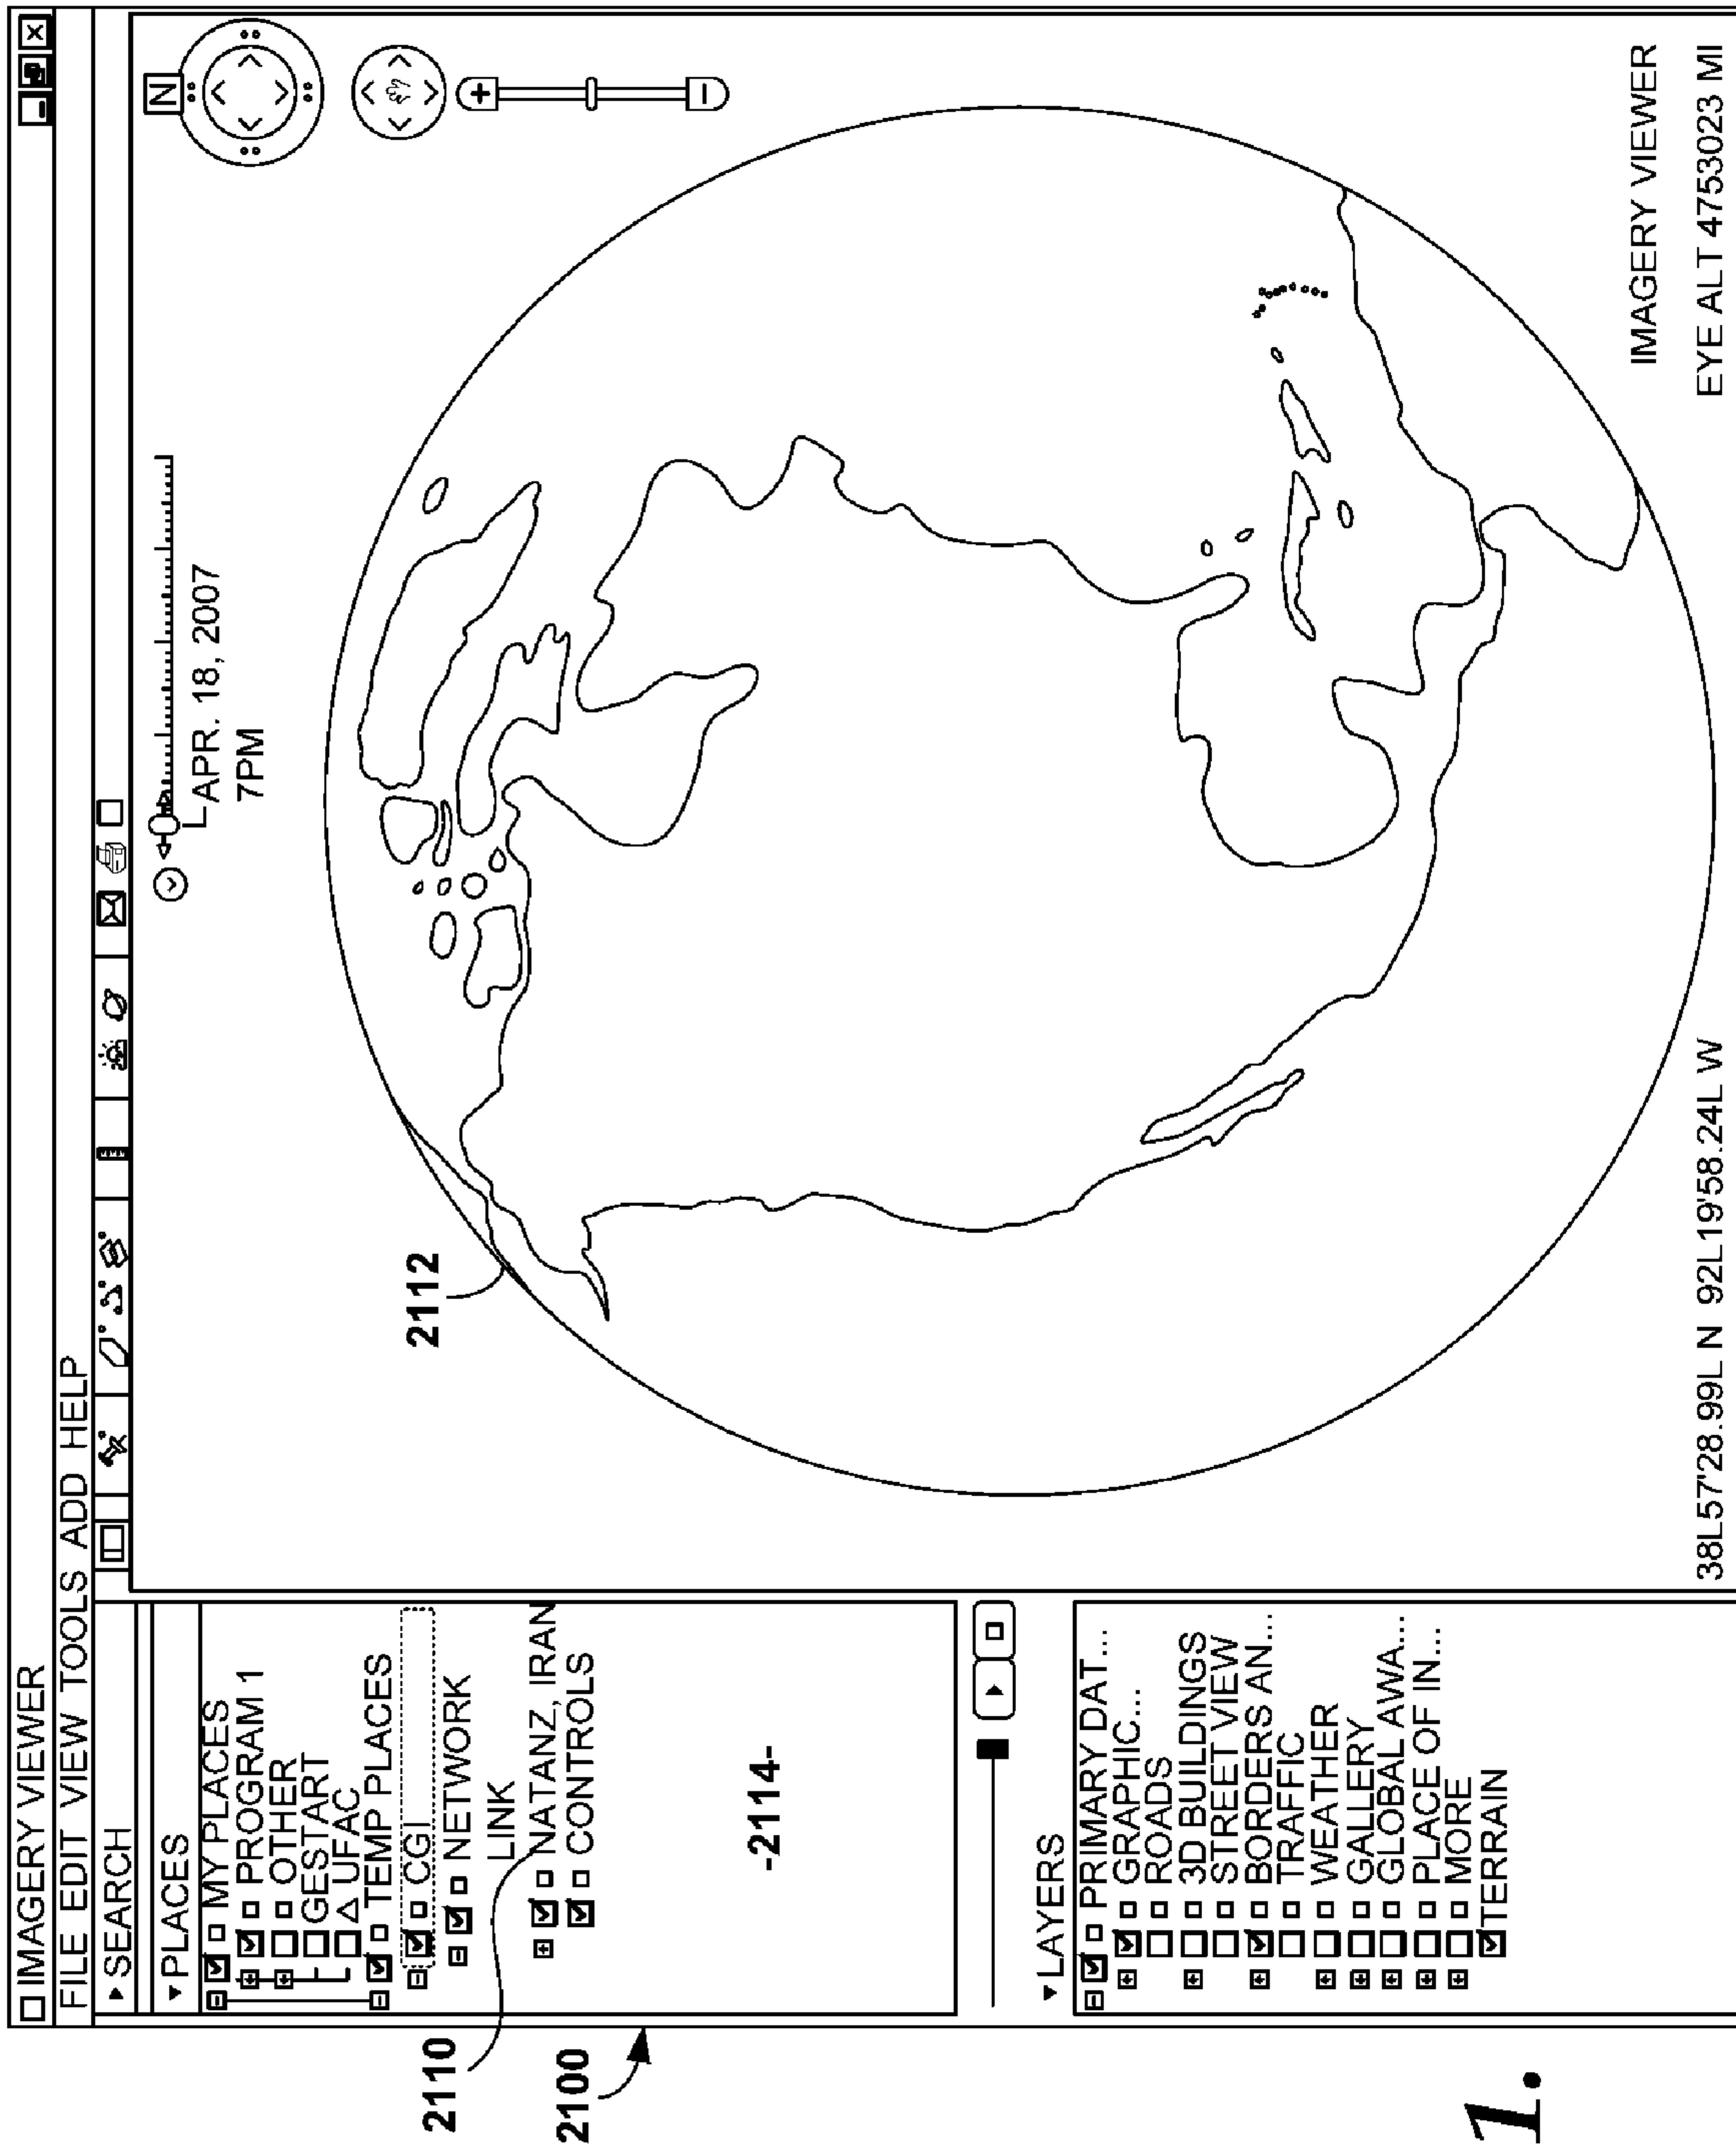 IMAGERY VIEWER
FILE EDIT VIEW TOOLS ADD HELP
SEARCH
PLACES
MY PLACES
PROGRAM 1
OTHER
GESTART
UFAC
TEMP PLACES
CGI
NETWORK
LINK
NATANZ, IRAN
CONTROLS
-2114-
LAYERS
PRIMARY DAT...
GRAPHIC...
ROADS
3D BUILDINGS
STREET VIEW
BORDERS AN...
TRAFFIC
WEATHER
GALLERY
GLOBAL AWA...
PLACE OF IN...
MORE
TERRAIN
APR. 18, 2007
7PM
N
2112
38L57'28.99L N 92L19'58.24L W
IMAGERY VIEWER
EYE ALT 4753023 MI
2110
2100
1.